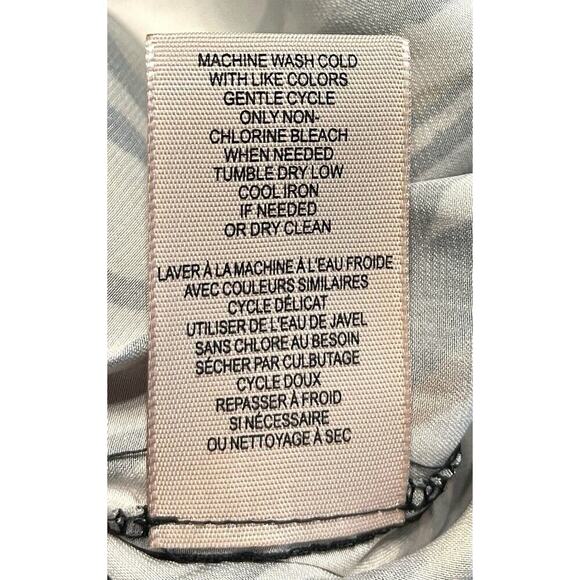 MACHINE WASH COLD
WITH LIKE COLORS
GENTLE CYCLE
ONLY NON-
CHLORINE BLEACH
WHEN NEEDED
TUMBLE DRY LOW
COOL IRON
IF NEEDED
OR DRY CLEAN
LAVER À LA MACHINE À L'EAU FROIDE
AVEC COULEURS SIMILAIRES
CYCLE DÉLICAT
UTILISER DE L'EAU DE JAVEL
SANS CHLORE AU BESOIN
SÉCHER PAR CULBUTAGE
CYCLE DOUX
REPASSER À FROID
SI NÉCESSAIRE
OU NETTOYAGE À SEC